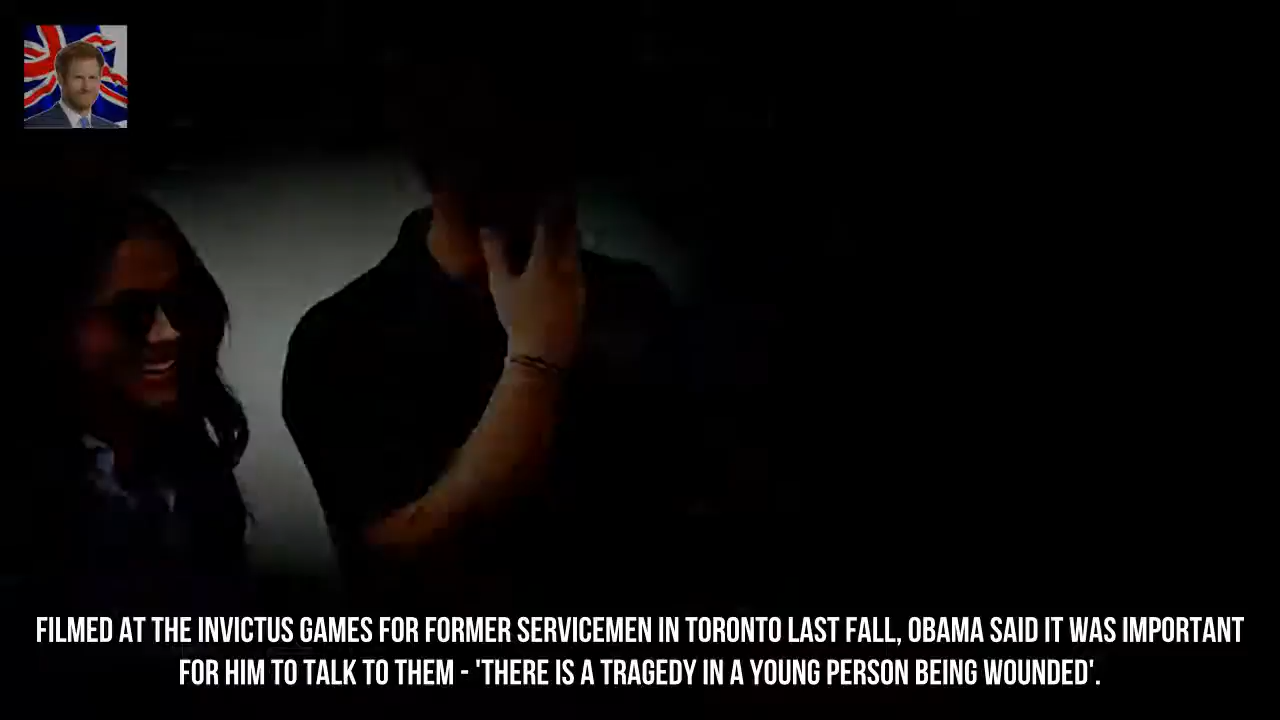 FILMED AT THE INVICTUS GAMES FOR FORMER SERVICEMEN IN TORONTO LAST FALL, OBAMA SAID IT WAS IMPORTANT
FOR HIM TO TALK TO THEM - 'THERE IS A TRAGEDY IN A YOUNG PERSON BEING WOUNDED'.